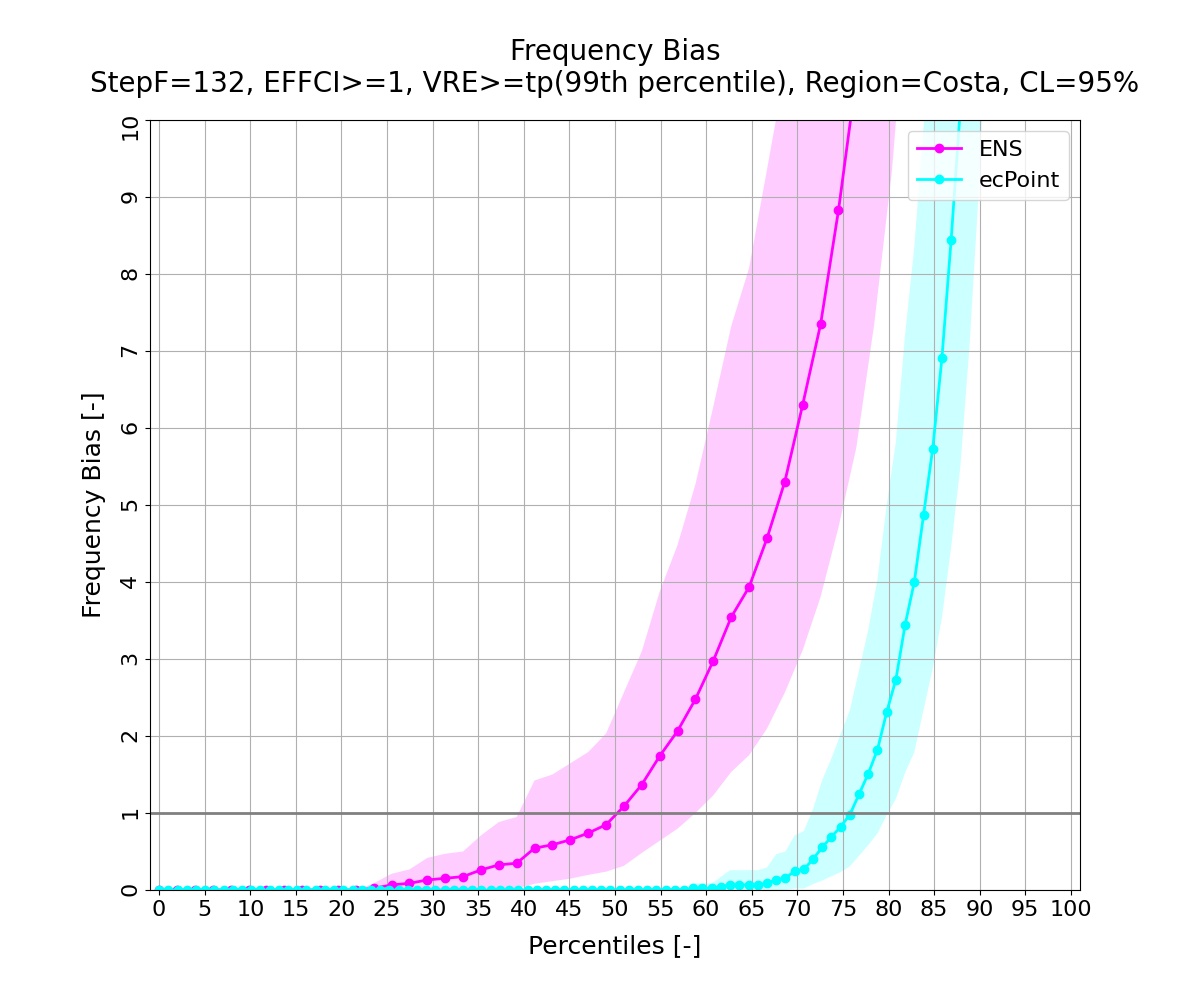 Frequency Bias
StepF=132, EFFCI>=1, VRE>=tp(99th percentile), Region=Costa, CL=95%
ENS
ecPoint
Frequency Bias [-]
10
9
8
7
6
5
4
3
2
1
0
0 5 10 15 20 25 30 35 40 45 50 55 60 65 70 75 80 85 90 95 100
Percentiles [-]